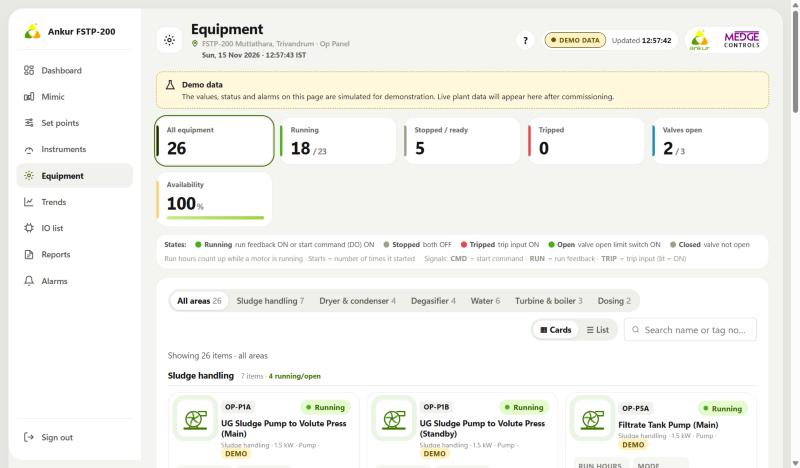 Ankur FSTP-200
Dashboard
Mimic
Set points
Instruments
Equipment
Trends
IO list
Reports
Alarms
Sign out
Equipment
FSTP-200 Muttathara, Trivandrum · Op Panel
Sun, 15 Nov 2026 · 12:57:43 IST
?
DEMO DATA
Updated 12:57:42
ankur
MEDGE
CONTROLS
Demo data
The values, status and alarms on this page are simulated for demonstration. Live plant data will appear here after commissioning.
All equipment
26
Running
18 / 23
Stopped / ready
5
Tripped
0
Valves open
2 / 3
Availability
100%
States: Running run feedback ON or start command (DO) ON Stopped both OFF Tripped trip input ON Open valve open limit switch ON Closed valve not open
Run hours count up while a motor is running · Starts = number of times it started Signals: CMD = start command · RUN = run feedback · TRIP = trip input (lit = ON)
All areas 26 Sludge handling 7 Dryer & condenser 4 Degasifier 4 Water 6 Turbine & boiler 3 Dosing 2
Cards List Search name or tag no...
Showing 26 items · all areas
Sludge handling 7 items · 4 running/open
OP-P1A Running
UG Sludge Pump to Volute Press
(Main)
Sludge handling · 1.5 kW · Pump ·
DEMO
OP-P1B Running
UG Sludge Pump to Volute Press
(Standby)
Sludge handling · 1.5 kW · Pump ·
DEMO
OP-P5A Running
Filtrate Tank Pump (Main)
Sludge handling · 1.5 kW · Pump ·
DEMO
RUN HOURS MODE